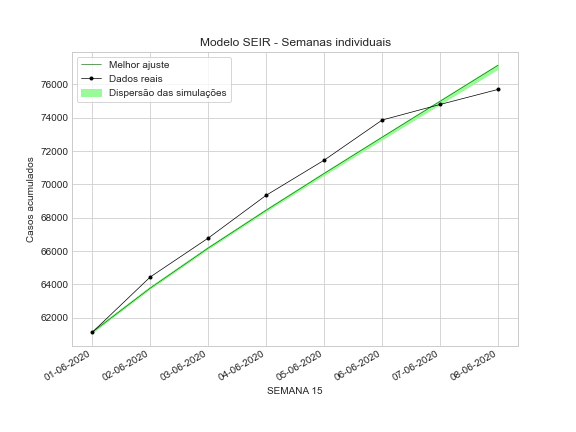 Modelo SEIR - Semanas individuais
Melhor ajuste
Dados reais
Dispersão das simulações
Casos acumulados
76000
74000
72000
70000
68000
66000
64000
62000
01-06-2020
02-06-2020
03-06-2020
04-06-2020
05-06-2020
06-06-2020
07-06-2020
08-06-2020
SEMANA 15